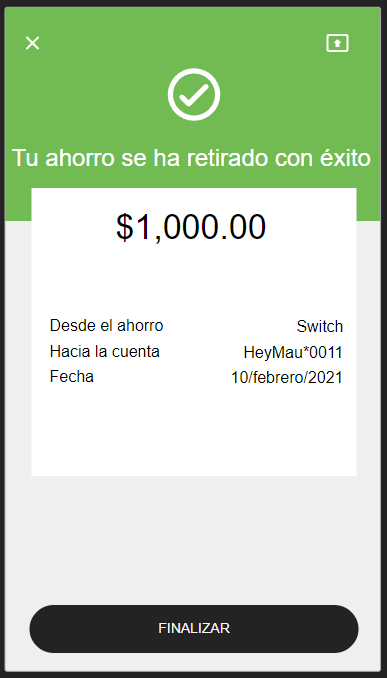 Tu ahorro se ha retirado con éxito
$1,000.00
Desde el ahorro Switch
Hacia la cuenta HeyMau*0011
Fecha 10/febrero/2021
FINALIZAR